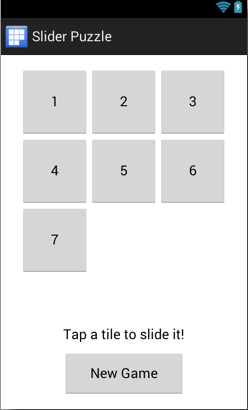 Slider Puzzle
1 2 3
4 5 6
7
Tap a tile to slide it!
New Game